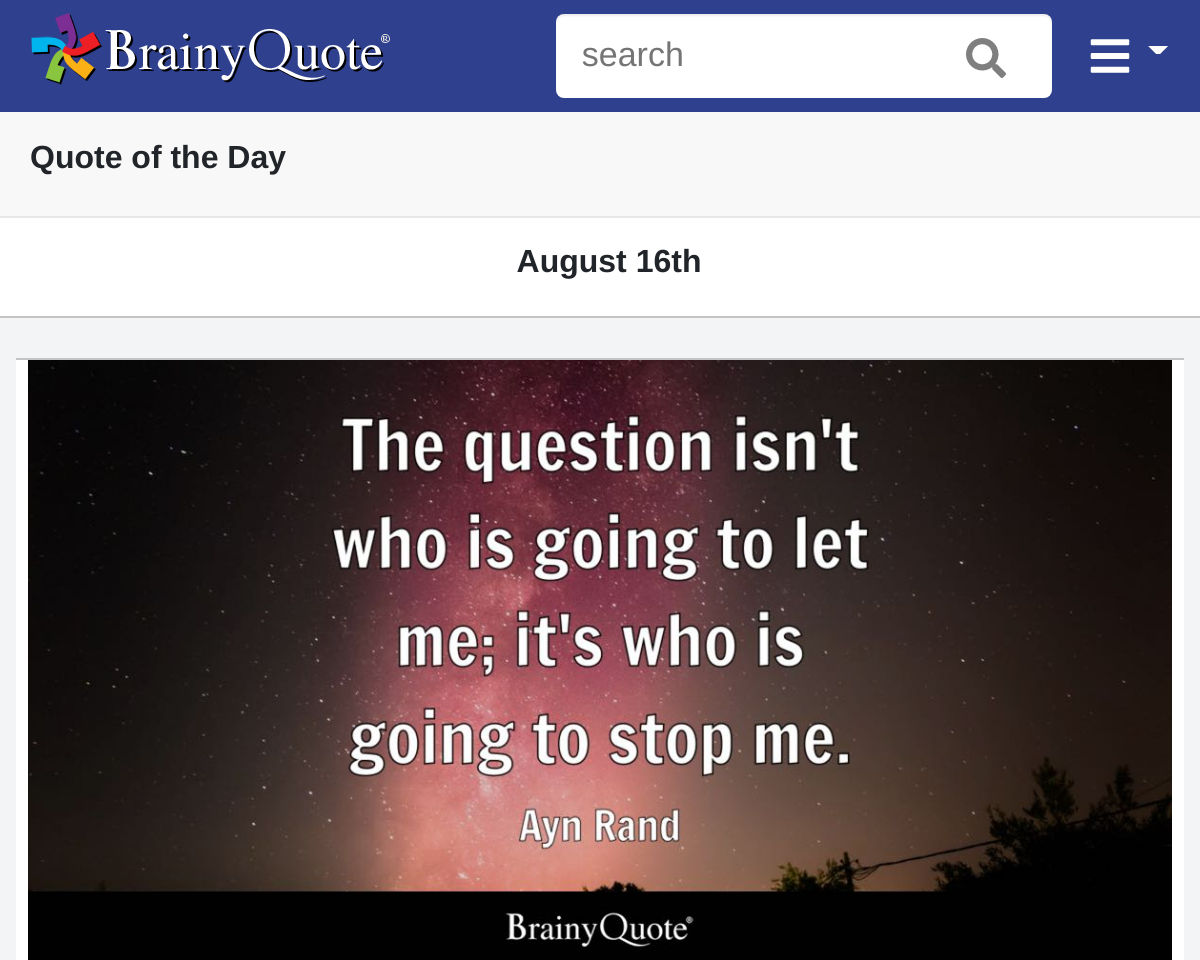 BrainyQuote®
search
Quote of the Day
August 16th
The question isn't
who is going to let
me; it's who is
going to stop me.
Ayn Rand
BrainyQuote®